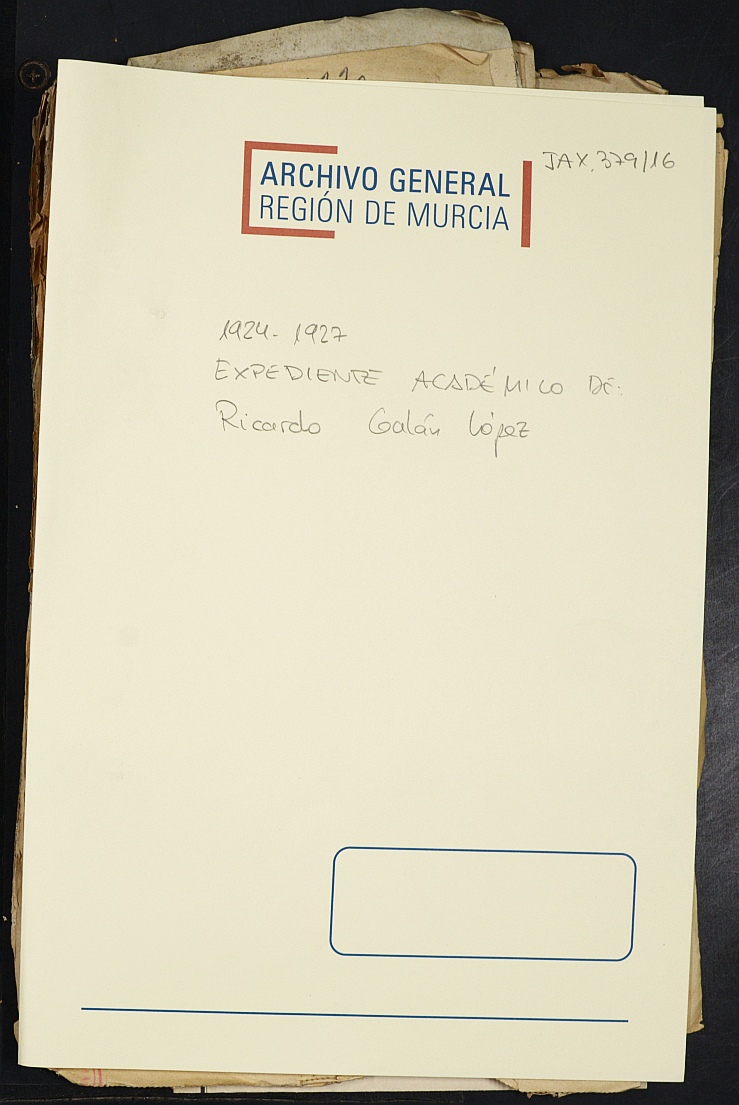 ARCHIVO GENERAL
REGIÓN DE MURCIA
JAX, 379/16
1924-1927
EXPEDIENTE ACADÉMICO DE:
Ricardo Galán López